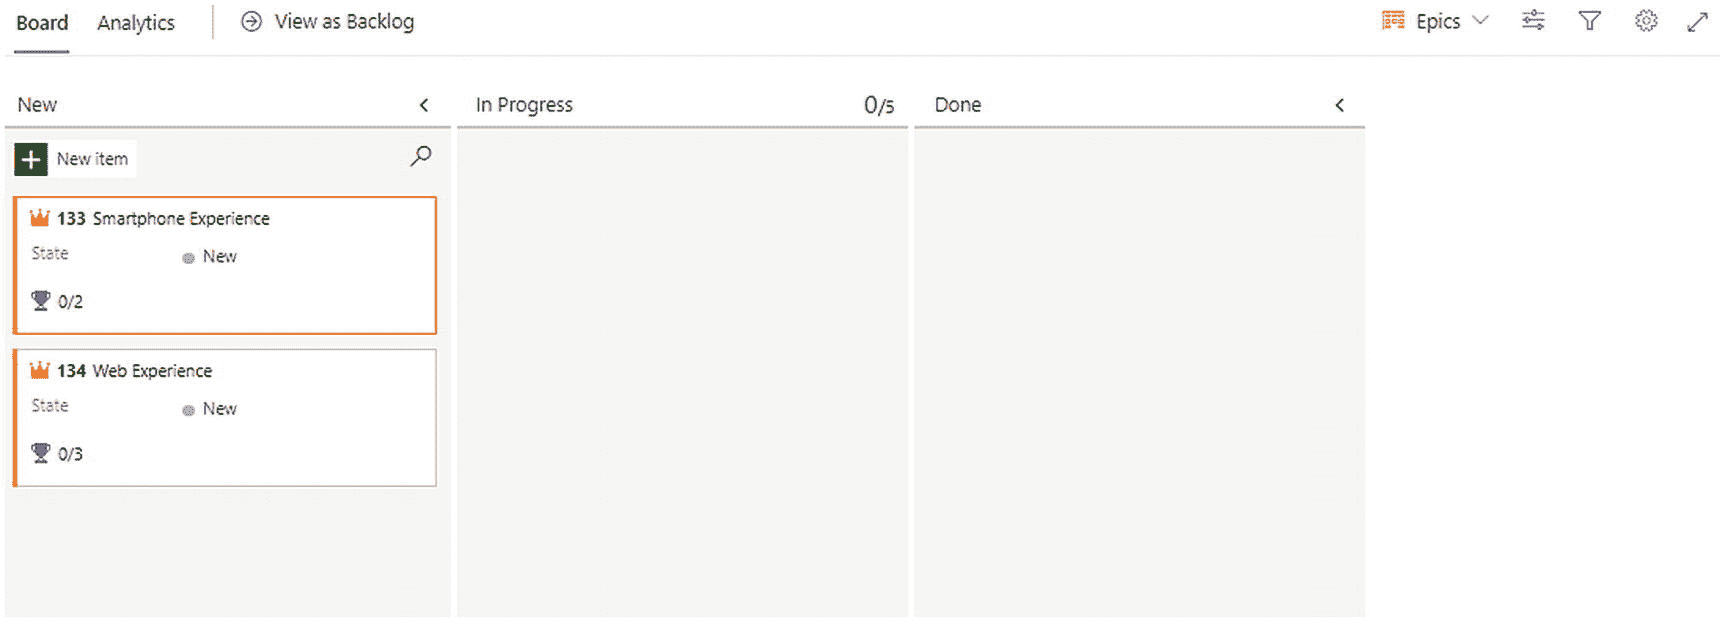 Board Analytics View as Backlog Epics
New In Progress 0/5 Done
New item
133 Smartphone Experience
State New
0/2
134 Web Experience
State New
0/3